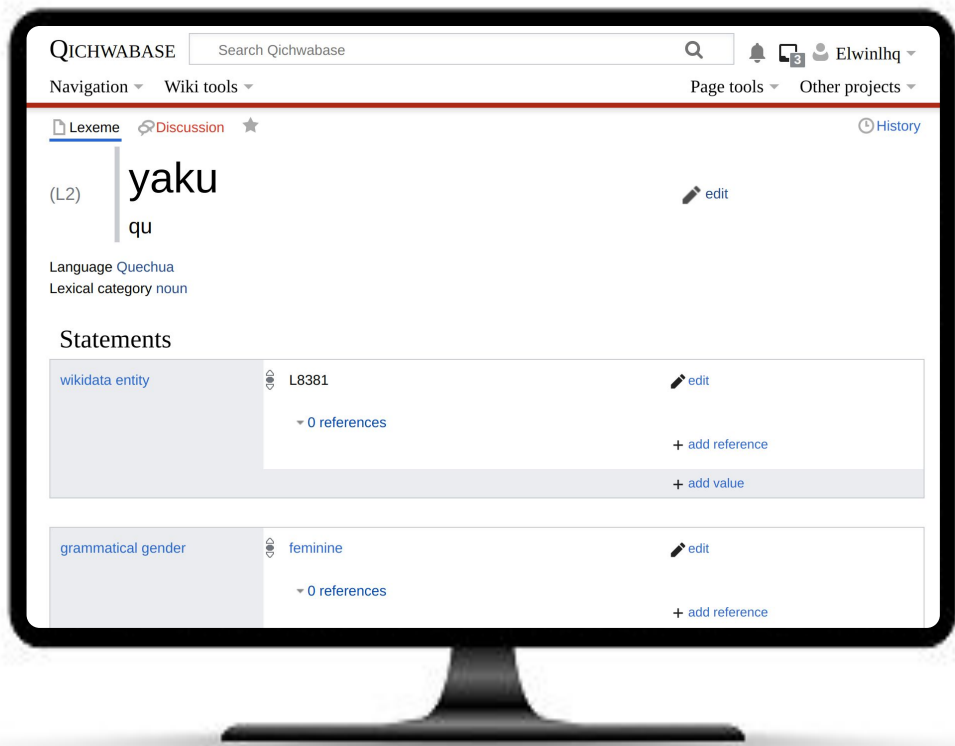 QICHWABASE Search Qichwabase 3 Elwinlhq
Navigation Wiki tools Page tools Other projects
Lexeme Discussion History
(L2) yaku edit
qu
Language Quechua
Lexical category noun
Statements
wikidata entity L8381 edit
0 references
+ add reference
+ add value
grammatical gender feminine edit
0 references
+ add reference